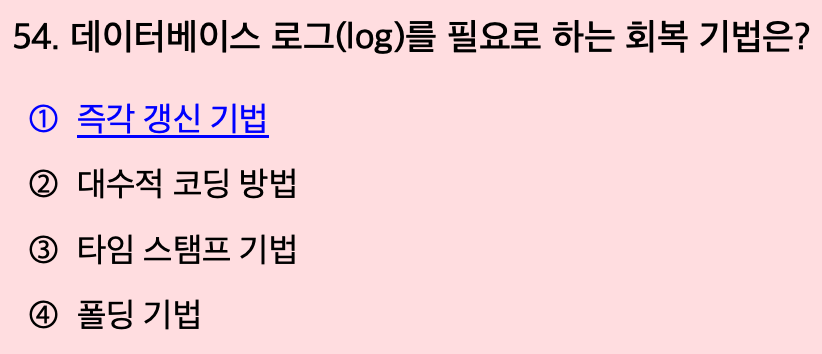 54. 데이터베이스 로그(log)를 필요로 하는 회복 기법은?
① 즉각 갱신 기법
② 대수적 코딩 방법
③ 타임 스탬프 기법
④ 폴딩 기법